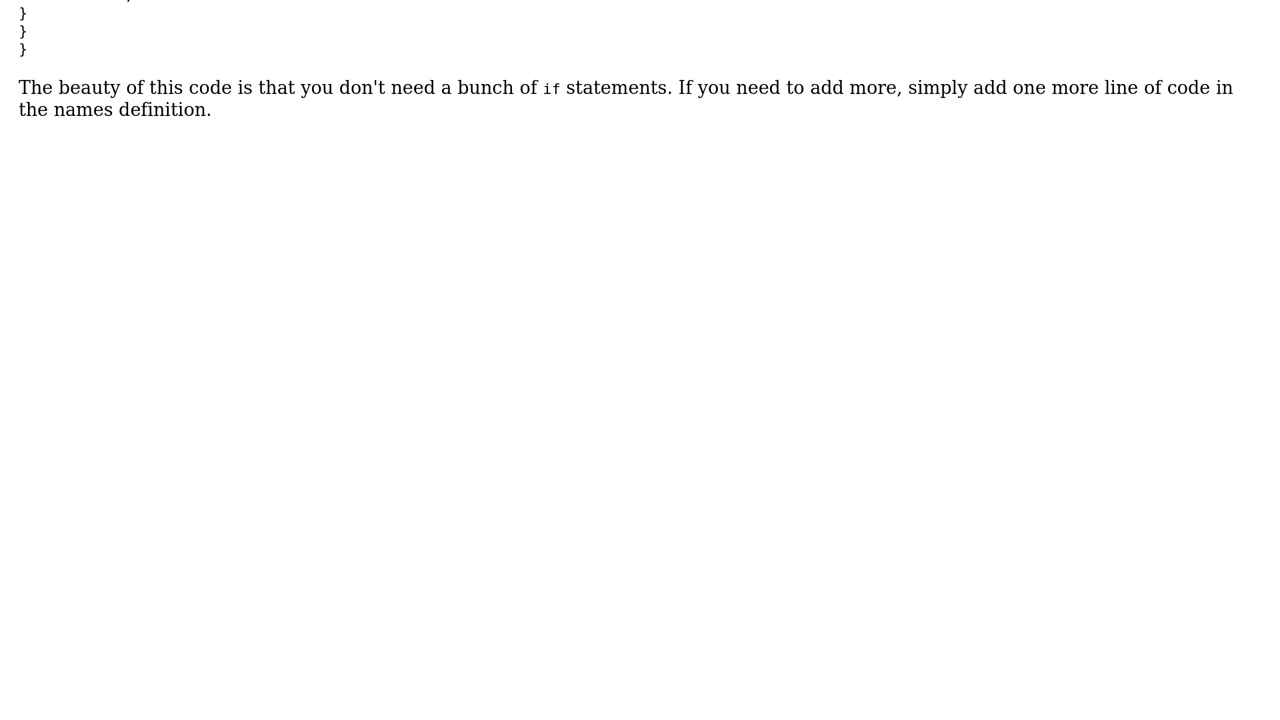 }
}
}
The beauty of this code is that you don't need a bunch of if statements. If you need to add more, simply add one more line of code in
the names definition.